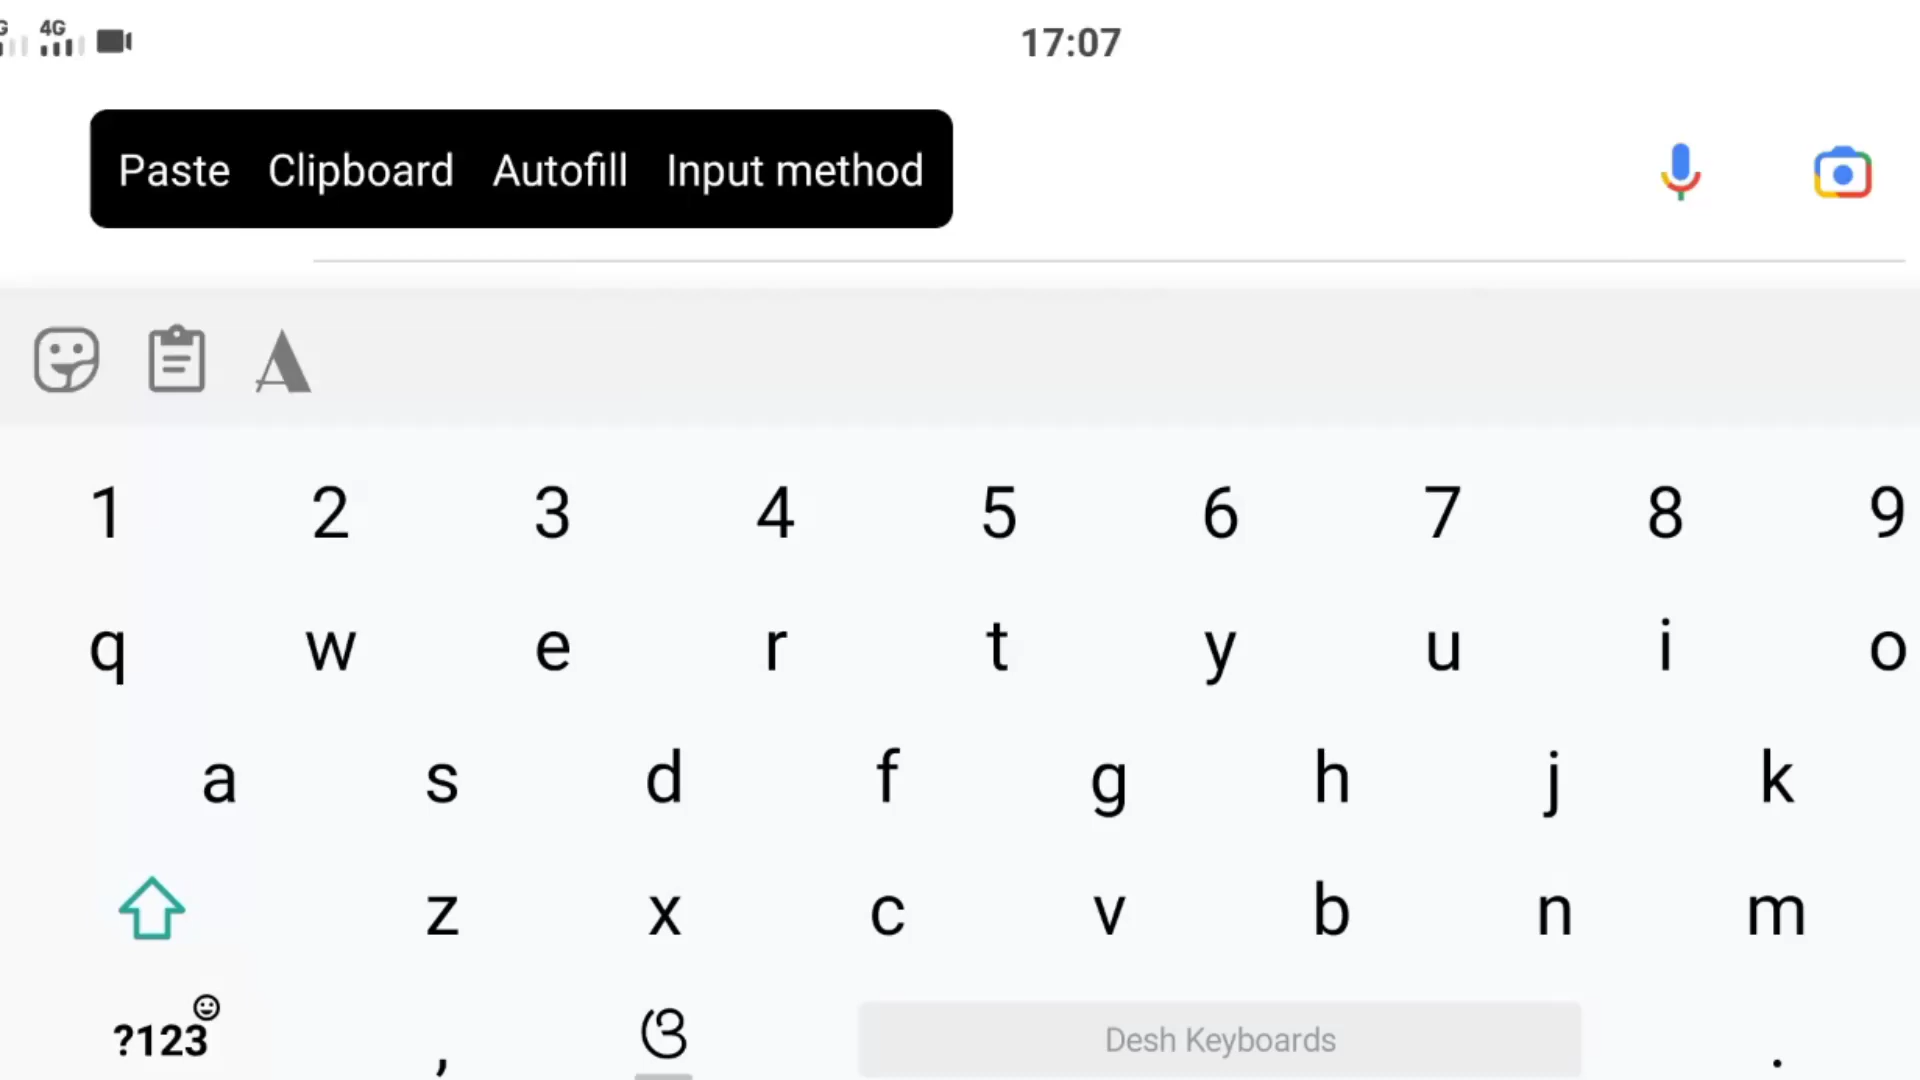 4G 17:07
Paste Clipboard Autofill Input method
1 2 3 4 5 6 7 8 9
q w e r t y u i o
a s d f g h j k
z x c v b n m
?123 , ଓ Desh Keyboards .